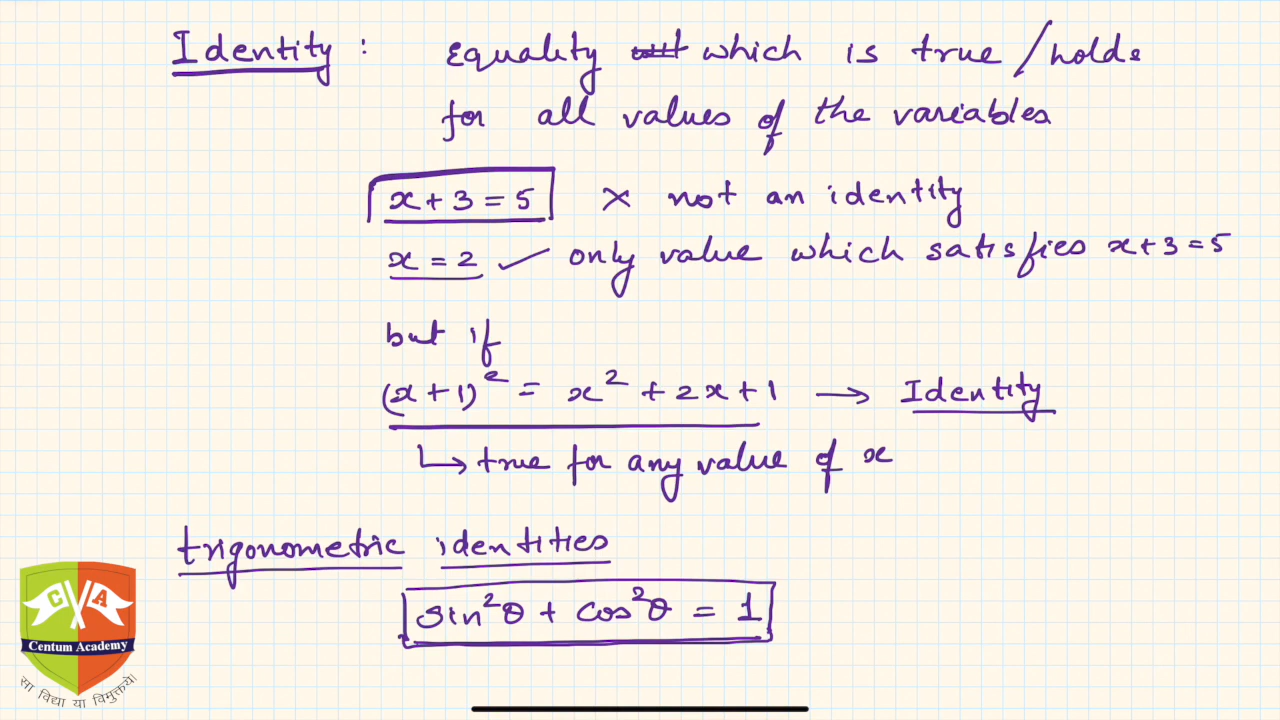 Identity : Equality which is true / holds
for all values of the variables
x + 3 = 5 × not an identity
x = 2 ✓ only value which satisfies x + 3 = 5
but if
(x + 1)² = x² + 2x + 1 → Identity
↳ true for any value of x
trigonometric identities
sin²θ + cos²θ = 1
C A
Centum Academy
सा विद्या या विमुक्तये।